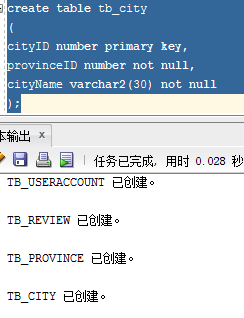 create table tb_city
(
cityID number primary key,
provinceID number not null,
cityName varchar2(30) not null
);
本输出 x
任务已完成, 用时 0.028 秒
TB_USERACCOUNT 已创建。
TB_REVIEW 已创建。
TB_PROVINCE 已创建。
TB_CITY 已创建。